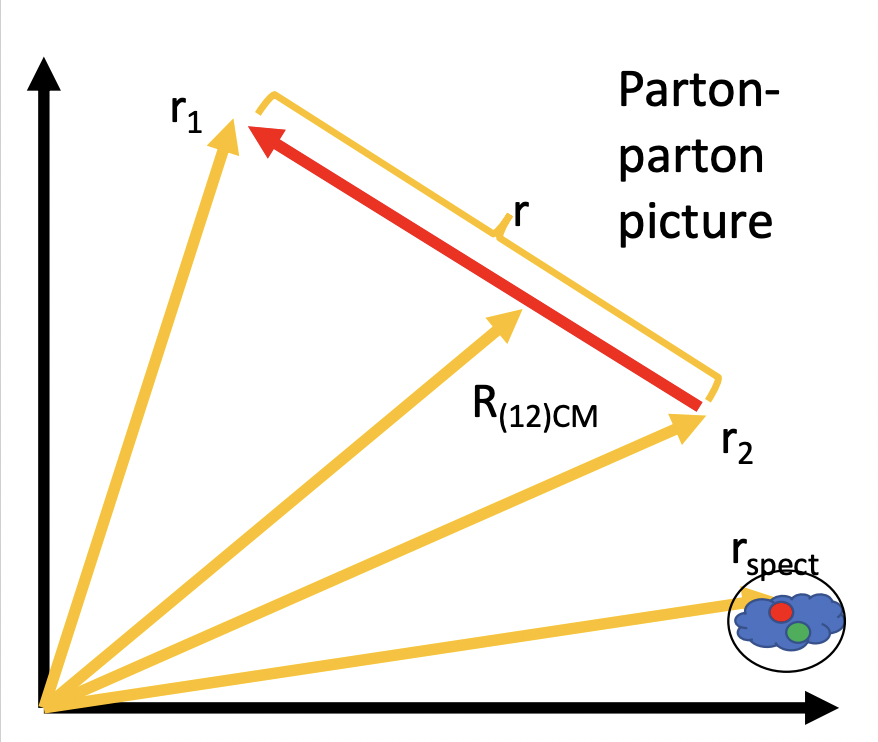 Parton-
parton
picture
r₁
r
R₍₁₂₎CM
r₂
rspect